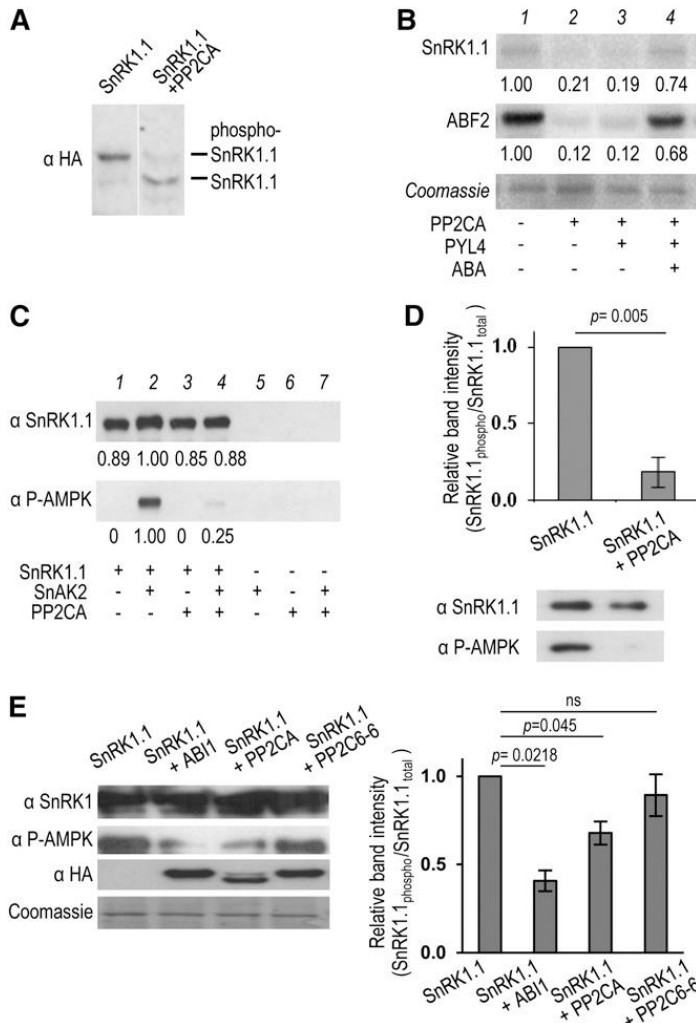 A
SnRK1.1
SnRK1.1
+PP2CA
phospho-
α HA
SnRK1.1
SnRK1.1
B
1 2 3 4
SnRK1.1
1.00 0.21 0.19 0.74
ABF2
1.00 0.12 0.12 0.68
Coomassie
PP2CA - + + +
PYL4 - - + +
ABA - - - +
C
1 2 3 4 5 6 7
α SnRK1.1
0.89 1.00 0.85 0.88
α P-AMPK
0 1.00 0 0.25
SnRK1.1 + + + + - - -
SnAK2 - + - + + - +
PP2CA - - + + - + +
D
p= 0.005
Relative band intensity
(SnRK1.1phospho/SnRK1.1total)
1.0
0.5
0.0
SnRK1.1
SnRK1.1
+ PP2CA
α SnRK1.1
α P-AMPK
E
SnRK1.1
SnRK1.1
+ ABI1
SnRK1.1
+ PP2CA
SnRK1.1
+ PP2C6-6
α SnRK1
α P-AMPK
α HA
Coomassie
ns
p=0.045
p= 0.0218
Relative band intensity
(SnRK1.1phospho/SnRK1.1total)
1.0
0.5
0.0
SnRK1.1
SnRK1.1
+ ABI1
SnRK1.1
+ PP2CA
SnRK1.1
+ PP2C6-6